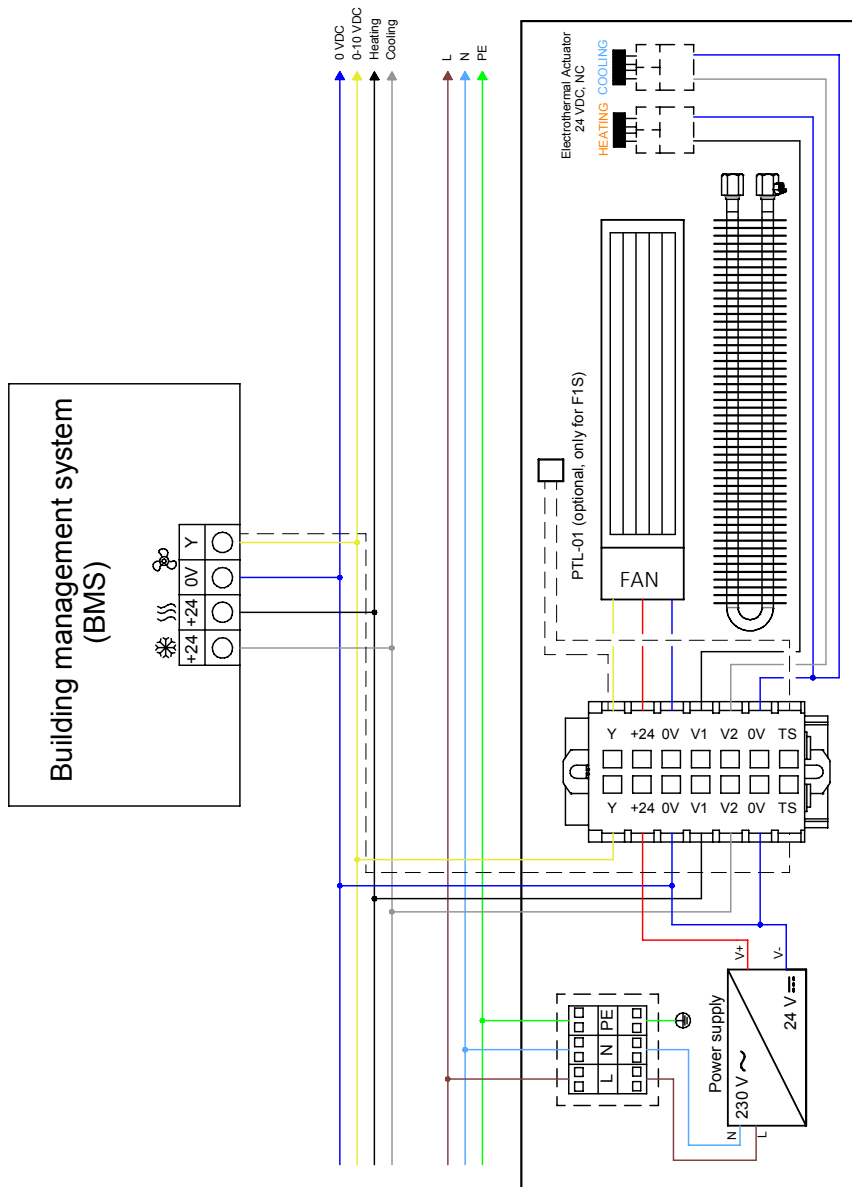 Building management system
(BMS)
+24
+24
0V
Y
0 VDC
0-10 VDC
Heating
Cooling
L
N
PE
Electrothermal Actuator
24 VDC, NC
HEATING
COOLING
PTL-01 (optional, only for F1S)
FAN
Y
+24
0V
V1
V2
0V
TS
Y
+24
0V
V1
V2
0V
TS
L
N
PE
Power supply
230 V
24 V
V+
V-
N
L